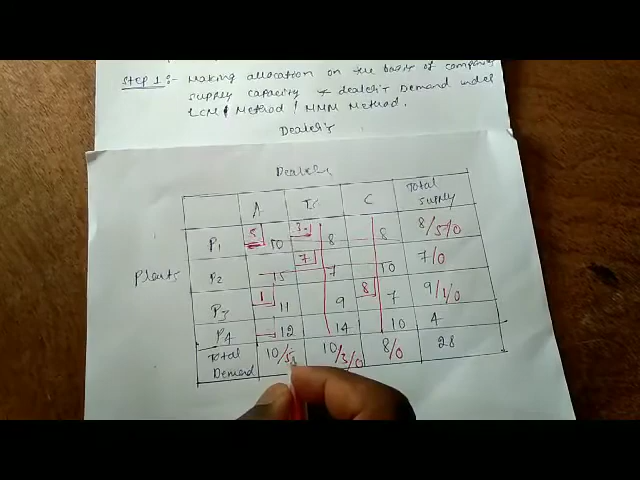 Step 1 :- Making allocation on the basis of companies
supply capacity & dealer's Demand under
LCM Method / MMM Method.
Dealer's
Dealers
A C Total supply
P1 5 10 3 8 8 8/5/0
Plants P2 15 7 7 10 7/0
P3 1 11 9 8 7 9/1/0
P4 12 14 10 4
Total Demand 10/5 10/3/0 8/0 28